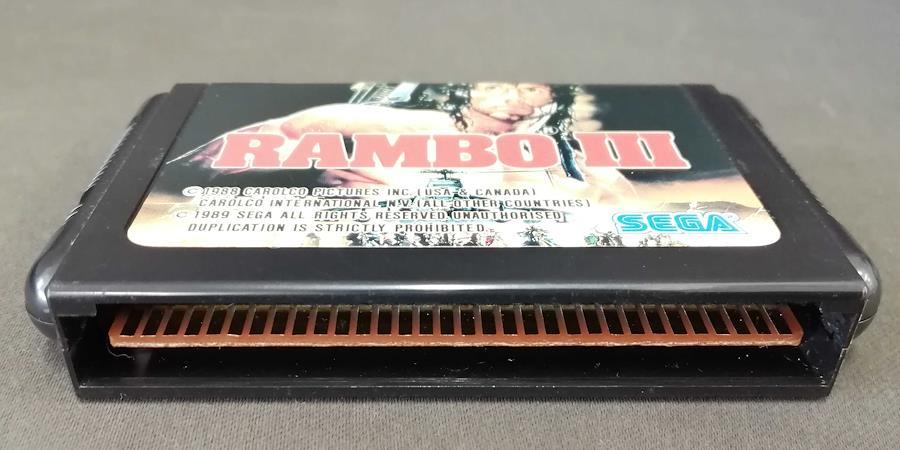 RAMBO III
© 1988 CAROLCO PICTURES INC. (USA & CANADA)
CAROLCO INTERNATIONAL N.V. (ALL OTHER COUNTRIES)
© 1989 SEGA ALL RIGHTS RESERVED UNAUTHORISED
DUPLICATION IS STRICTLY PROHIBITED.
SEGA®